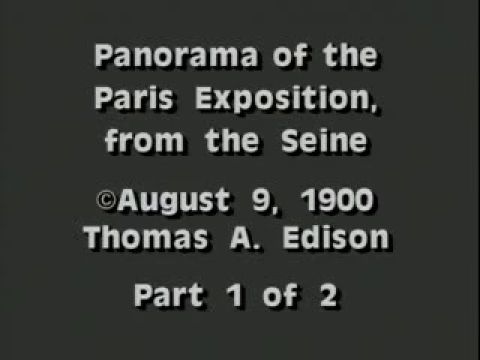 Panorama of the
Paris Exposition,
from the Seine
©August 9, 1900
Thomas A. Edison
Part 1 of 2